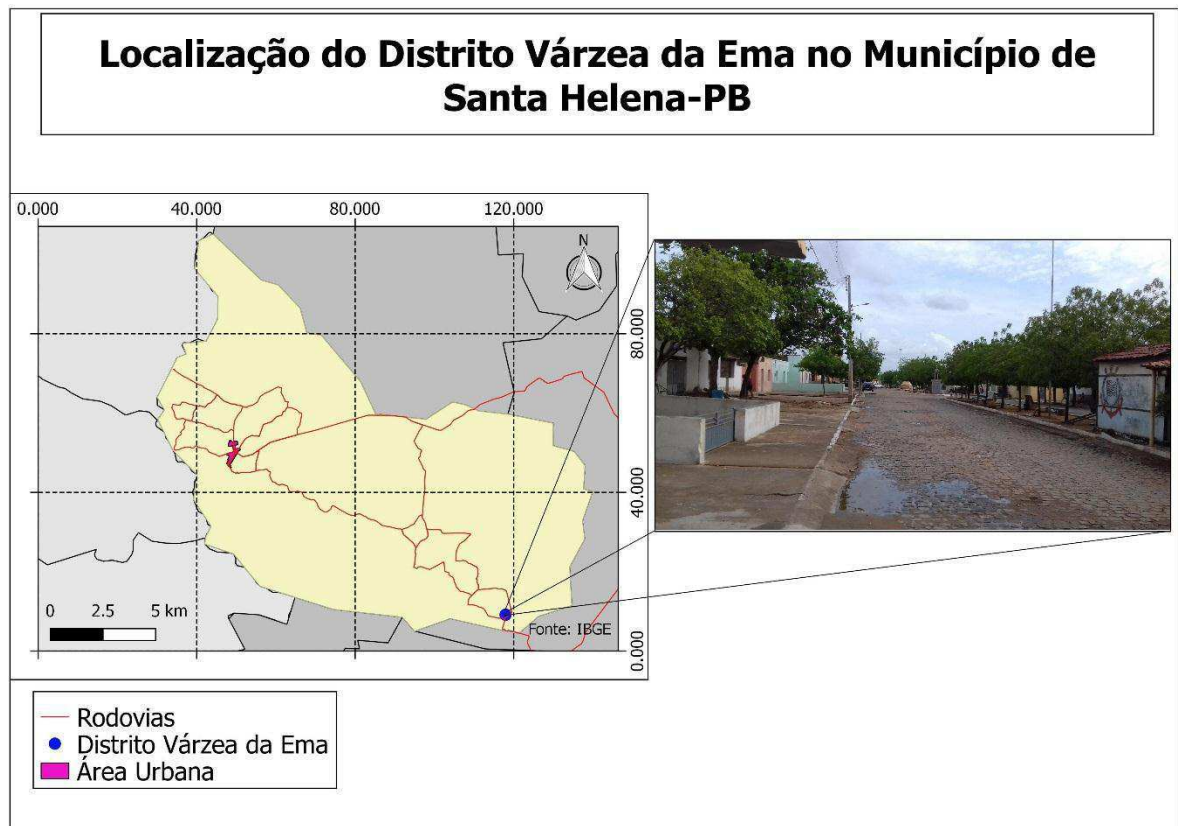 Localização do Distrito Várzea da Ema no Município de
Santa Helena-PB
0.000 40.000 80.000 120.000
N
80.000
40.000
0.000
0 2.5 5 km
Fonte: IBGE
Rodovias
Distrito Várzea da Ema
Área Urbana